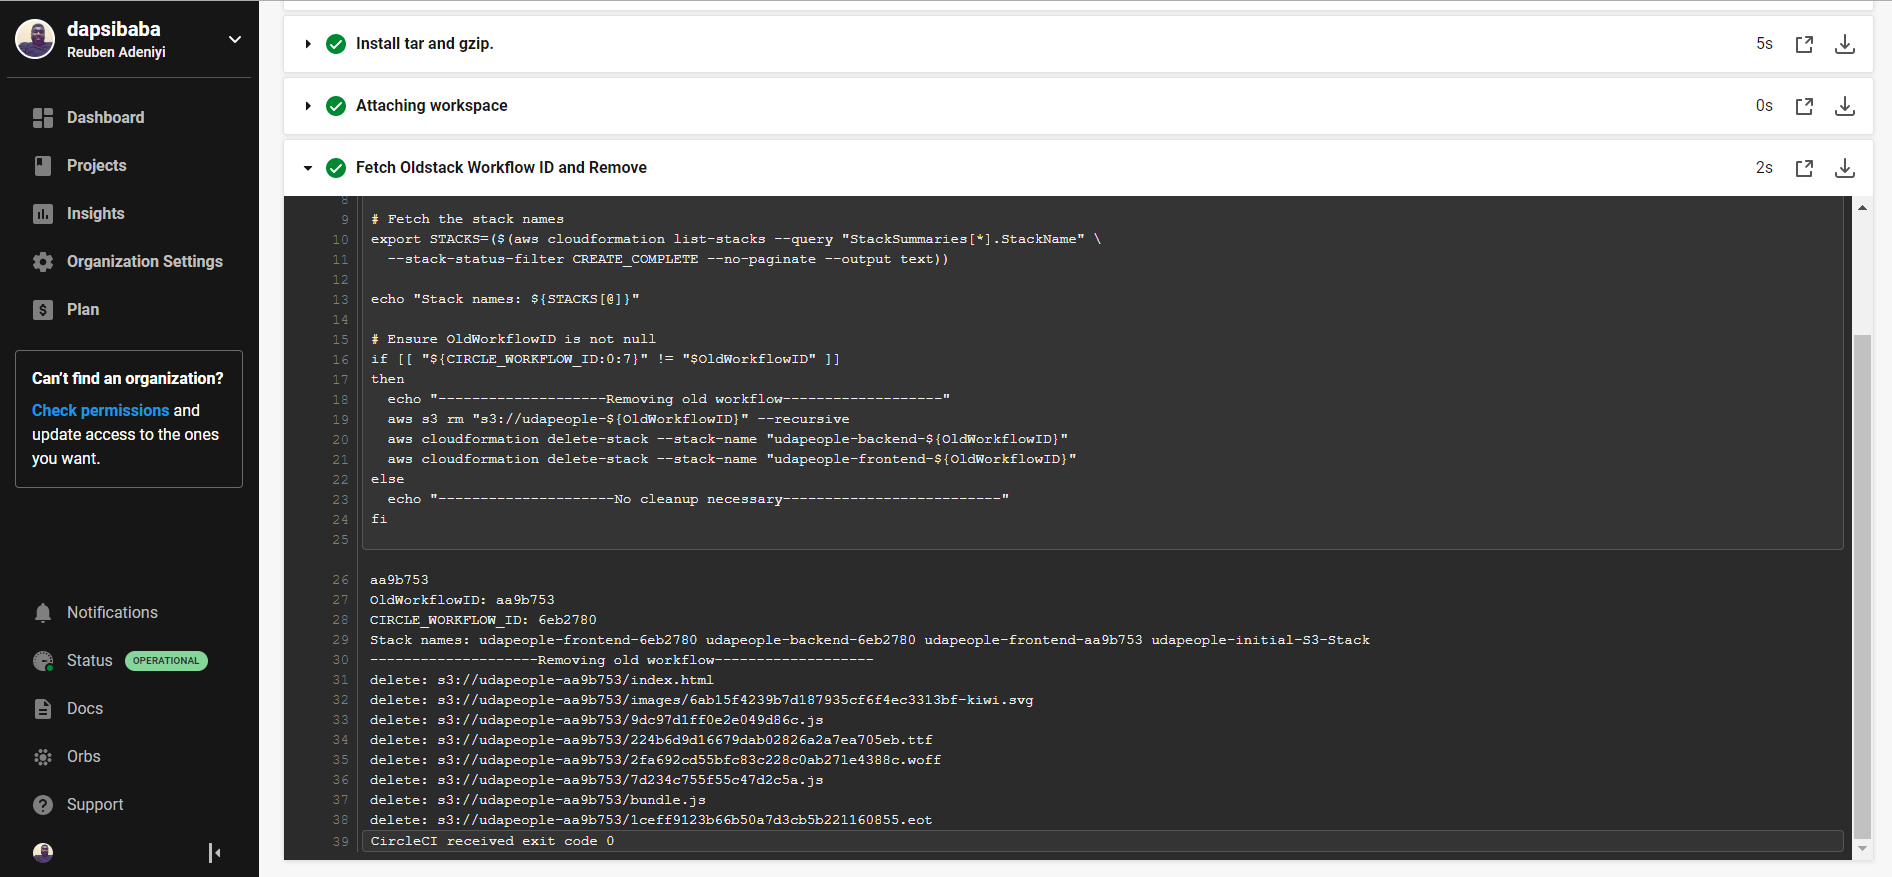 dapsibaba
Reuben Adeniyi
Dashboard
Projects
Insights
Organization Settings
Plan
Can't find an organization?
Check permissions and
update access to the ones
you want.
Notifications
Status OPERATIONAL
Docs
Orbs
Support
Install tar and gzip. 5s
Attaching workspace 0s
Fetch Oldstack Workflow ID and Remove 2s
8
9 # Fetch the stack names
10 export STACKS=($(aws cloudformation list-stacks --query "StackSummaries[*].StackName" \
11   --stack-status-filter CREATE_COMPLETE --no-paginate --output text))
12
13 echo "Stack names: ${STACKS[@]}"
14
15 # Ensure OldWorkflowID is not null
16 if [[ "${CIRCLE_WORKFLOW_ID:0:7}" != "$OldWorkflowID" ]]
17 then
18   echo "--------------------Removing old workflow-------------------"
19   aws s3 rm "s3://udapeople-${OldWorkflowID}" --recursive
20   aws cloudformation delete-stack --stack-name "udapeople-backend-${OldWorkflowID}"
21   aws cloudformation delete-stack --stack-name "udapeople-frontend-${OldWorkflowID}"
22 else
23   echo "---------------------No cleanup necessary--------------------------"
24 fi
25
26 aa9b753
27 OldWorkflowID: aa9b753
28 CIRCLE_WORKFLOW_ID: 6eb2780
29 Stack names: udapeople-frontend-6eb2780 udapeople-backend-6eb2780 udapeople-frontend-aa9b753 udapeople-initial-S3-Stack
30 --------------------Removing old workflow-------------------
31 delete: s3://udapeople-aa9b753/index.html
32 delete: s3://udapeople-aa9b753/images/6ab15f4239b7d187935cf6f4ec3313bf-kiwi.svg
33 delete: s3://udapeople-aa9b753/9dc97d1ff0e2e049d86c.js
34 delete: s3://udapeople-aa9b753/224b6d9d16679dab02826a2a7ea705eb.ttf
35 delete: s3://udapeople-aa9b753/2fa692cd55bfc83c228c0ab271e4388c.woff
36 delete: s3://udapeople-aa9b753/7d234c755f55c47d2c5a.js
37 delete: s3://udapeople-aa9b753/bundle.js
38 delete: s3://udapeople-aa9b753/1ceff9123b66b50a7d3cb5b221160855.eot
39 CircleCI received exit code 0